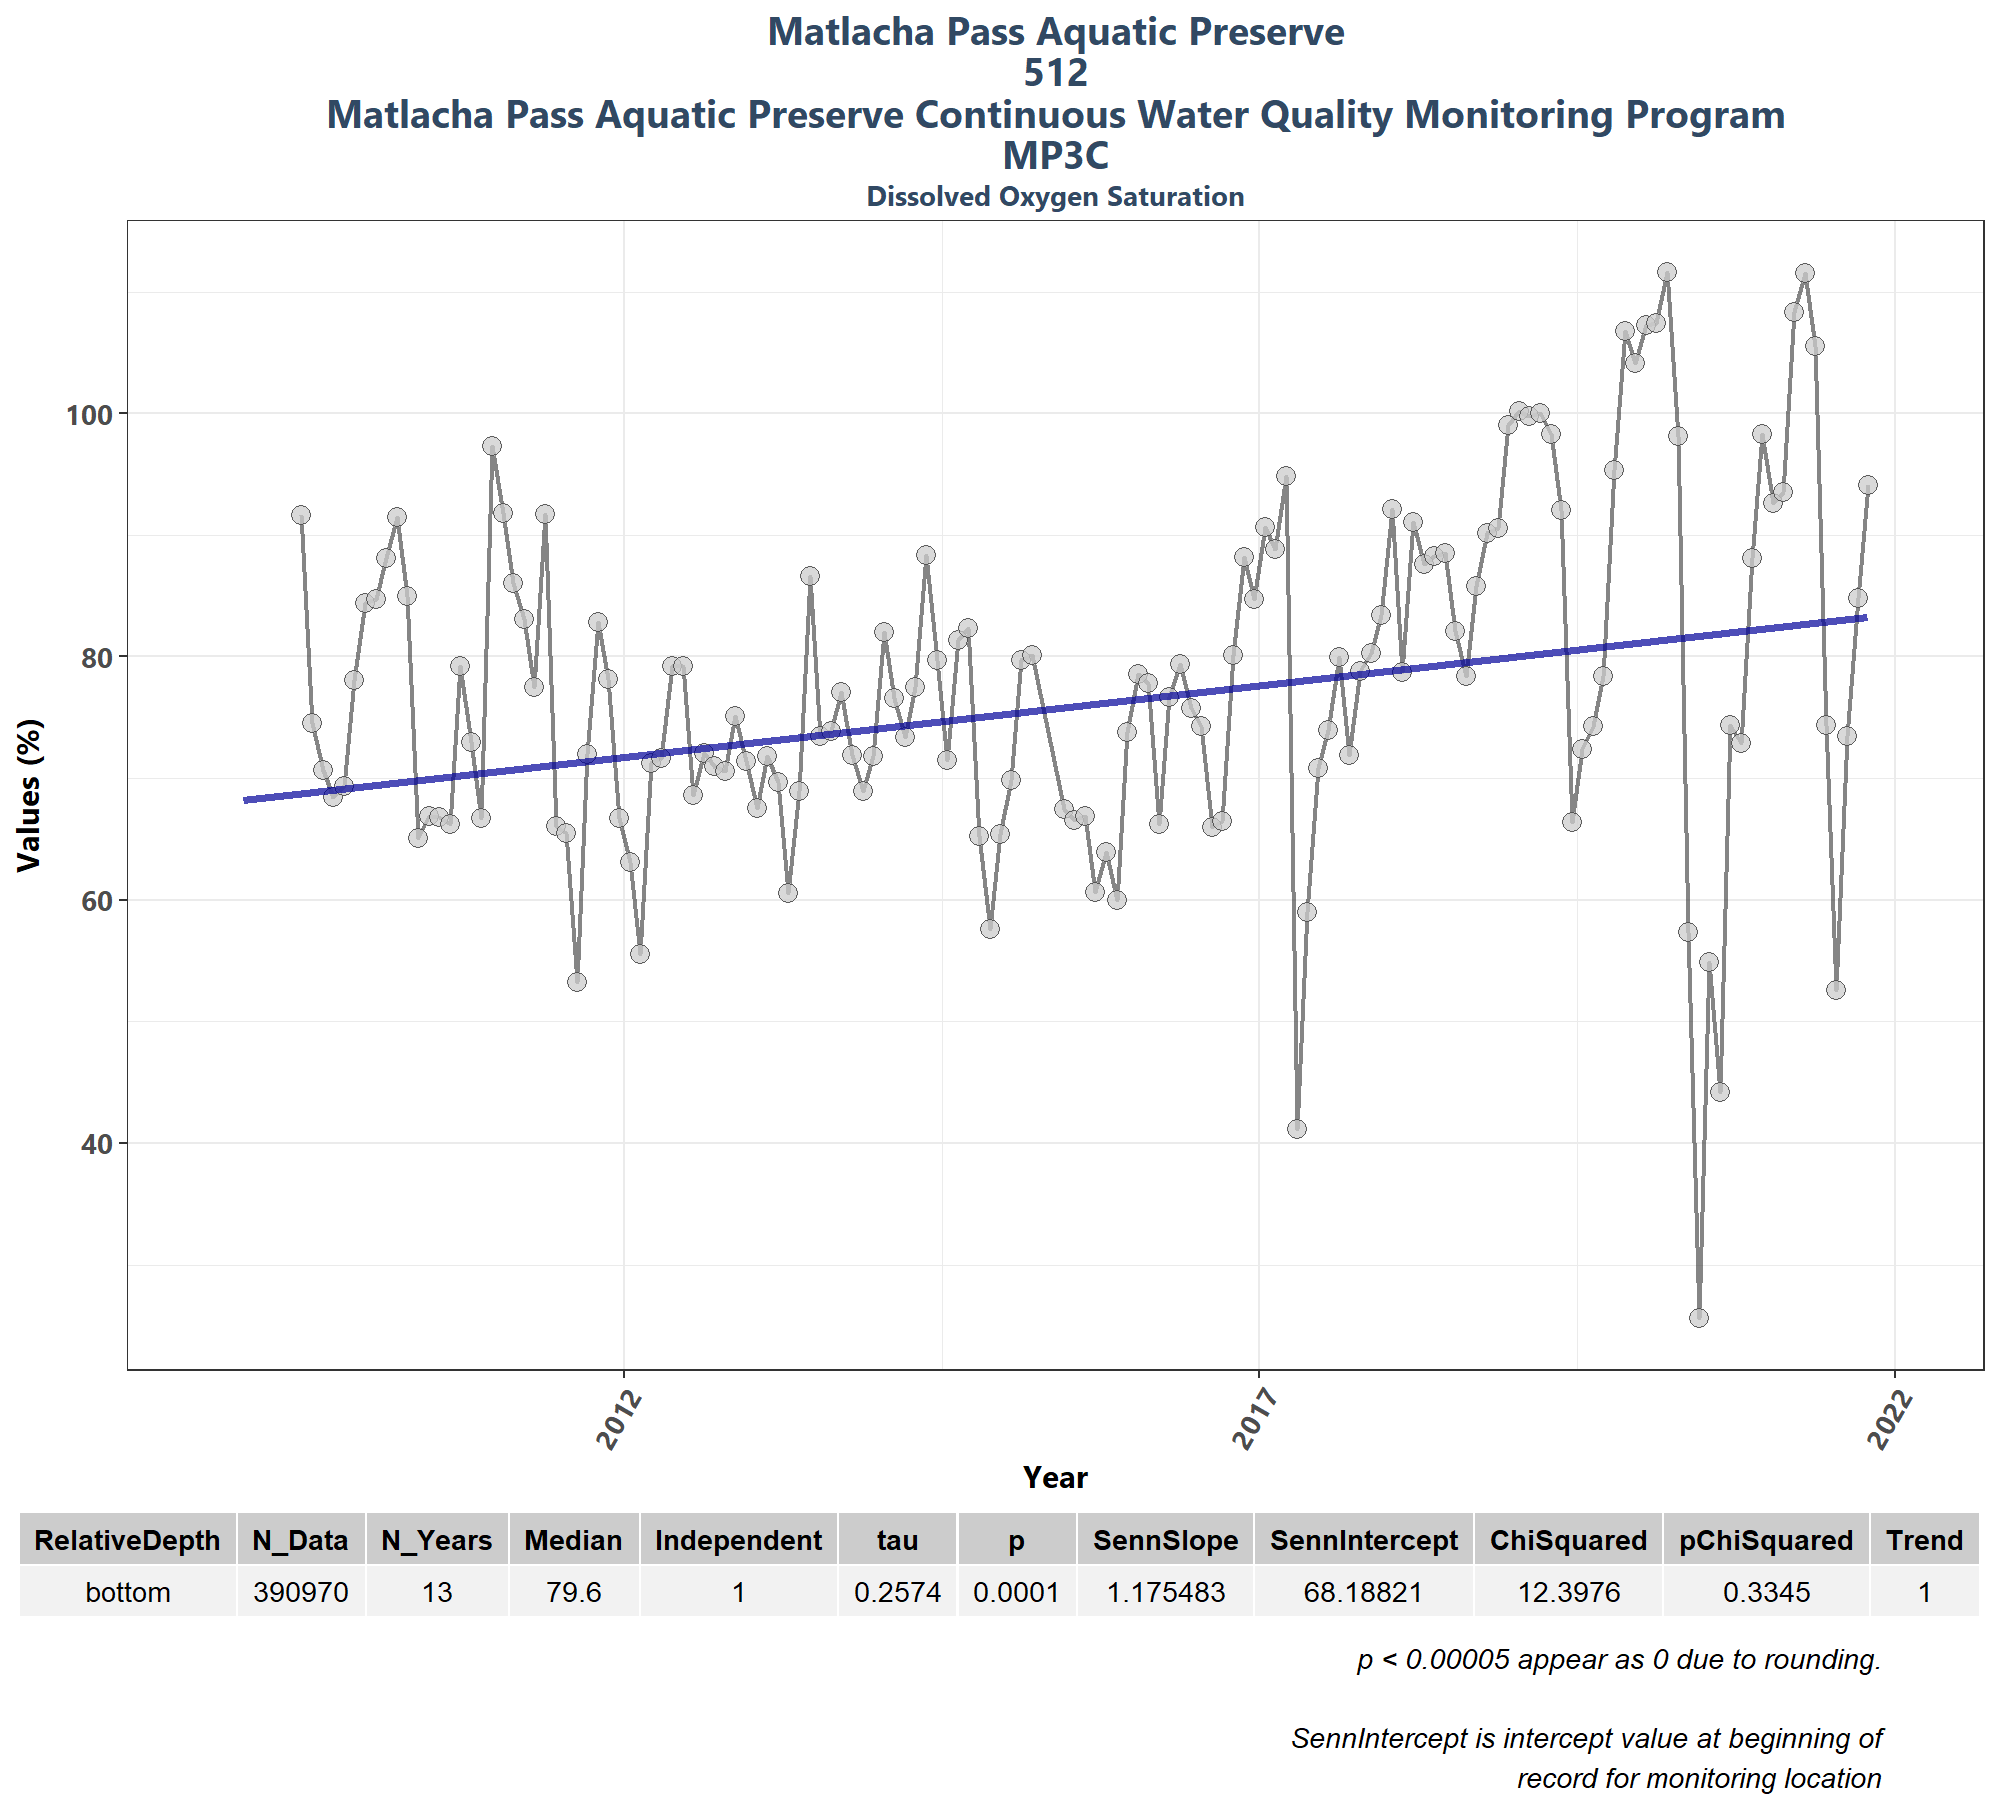 Matlacha Pass Aquatic Preserve
512
Matlacha Pass Aquatic Preserve Continuous Water Quality Monitoring Program
MP3C
Dissolved Oxygen Saturation
Values (%)
100
80
60
40
2012
2017
2022
Year
RelativeDepth N_Data N_Years Median Independent tau p SennSlope SennIntercept ChiSquared pChiSquared Trend
bottom 390970 13 79.6 1 0.2574 0.0001 1.175483 68.18821 12.3976 0.3345 1
p < 0.00005 appear as 0 due to rounding.
SennIntercept is intercept value at beginning of
record for monitoring location